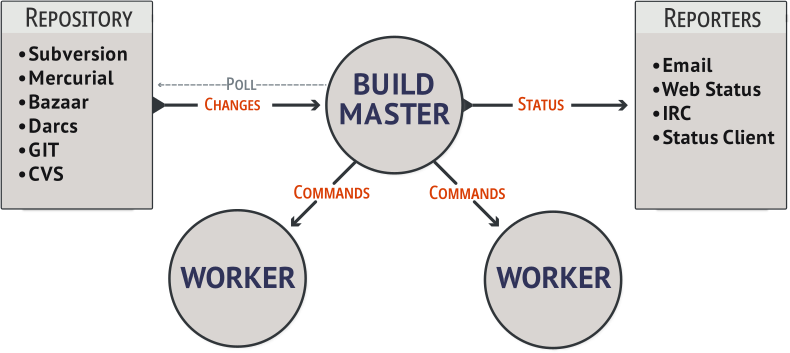 REPOSITORY
•Subversion
•Mercurial
•Bazaar
•Darcs
•GIT
•CVS
POLL
CHANGES
BUILD
MASTER
STATUS
REPORTERS
•Email
•Web Status
•IRC
•Status Client
COMMANDS
COMMANDS
WORKER
WORKER